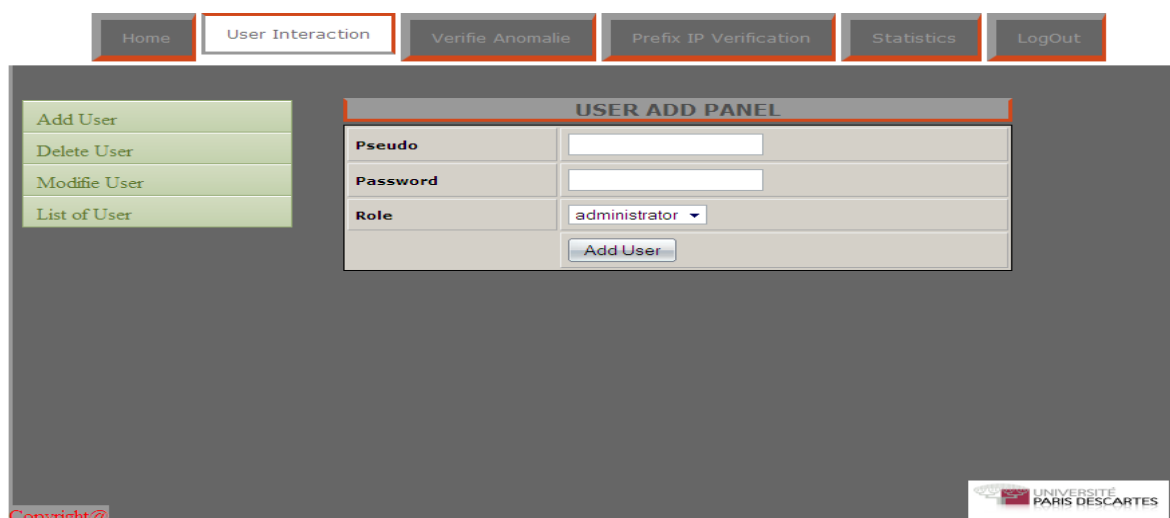 Home User Interaction Verifie Anomalie Prefix IP Verification Statistics LogOut
Add User
Delete User
Modifie User
List of User
USER ADD PANEL
Pseudo
Password
Role administrator
Add User
UNIVERSITÉ
PARIS DESCARTES
Copyright@